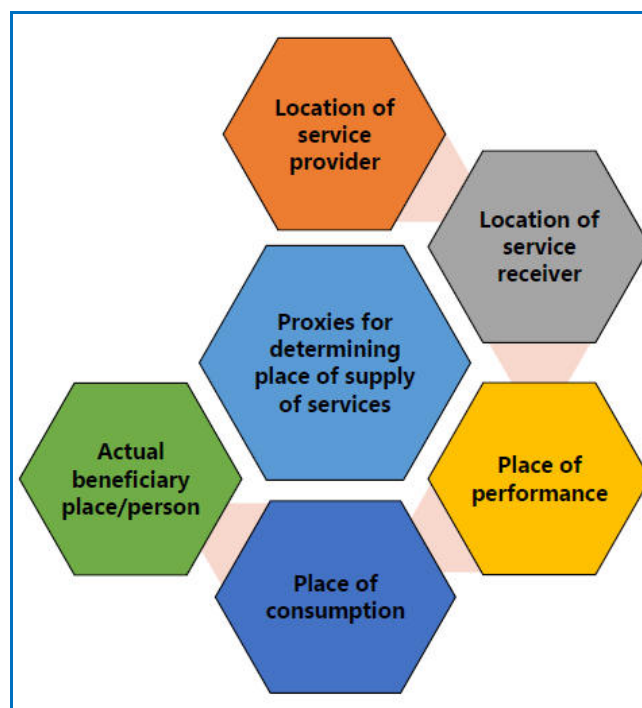 Location of
service
provider
Location of
service
receiver
Proxies for
determining
place of supply
of services
Place of
performance
Place of
consumption
Actual
beneficiary
place/person